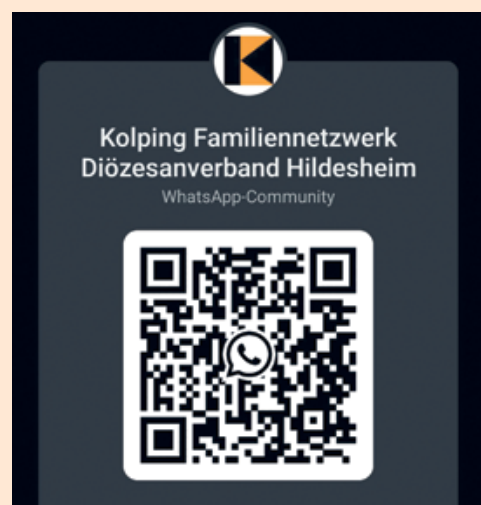 Kolping Familiennetzwerk
Diözesanverband Hildesheim
WhatsApp-Community